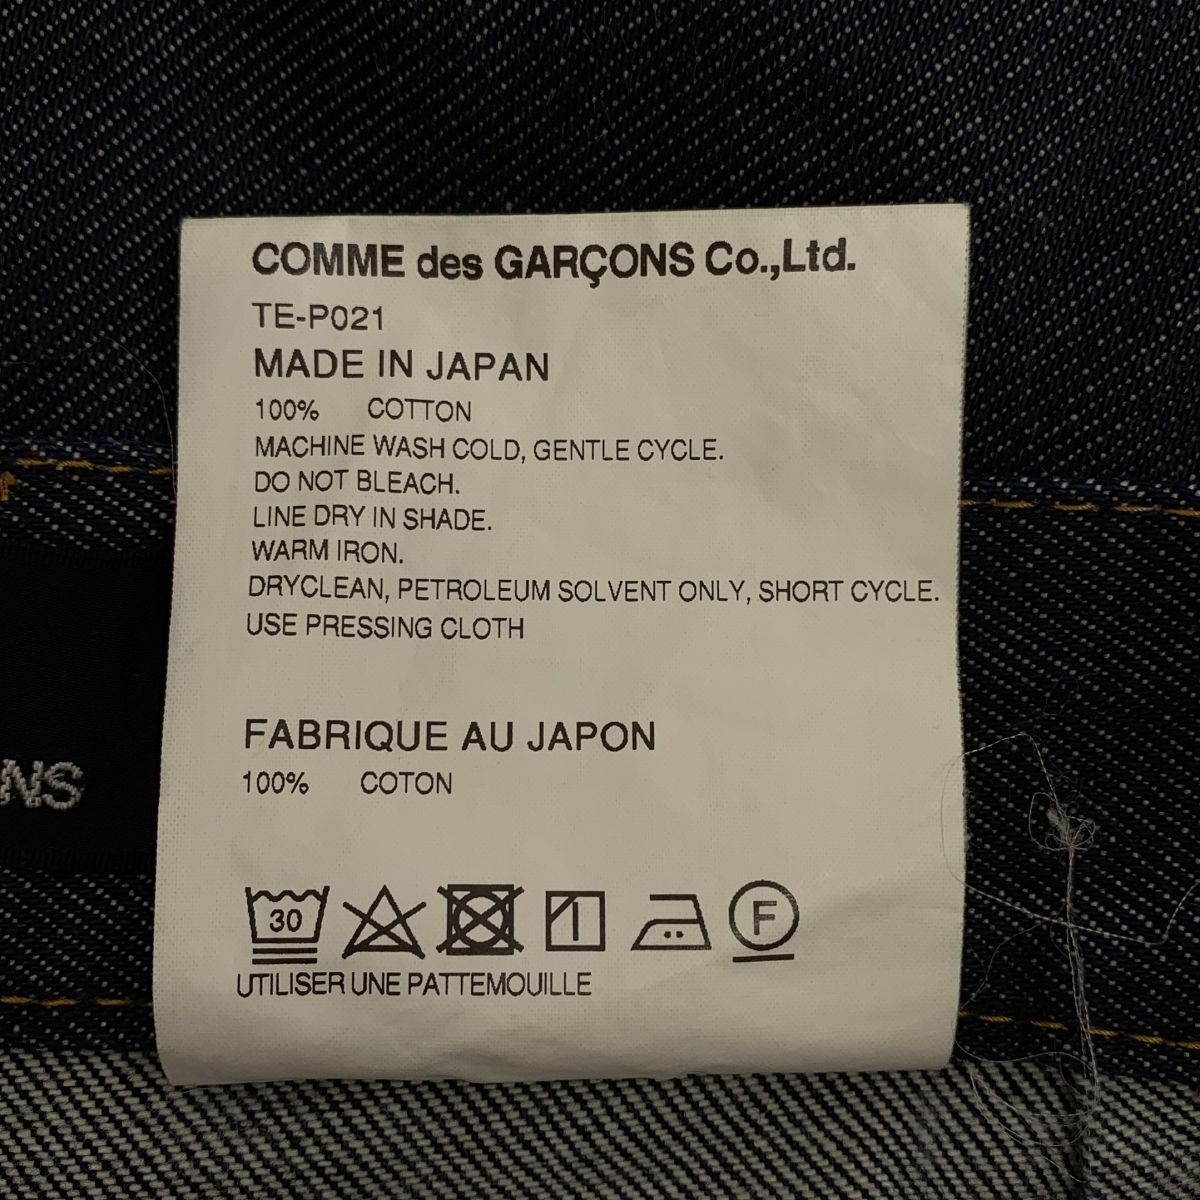 COMME des GARÇONS Co.,Ltd.
TE-P021
MADE IN JAPAN
100% COTTON
MACHINE WASH COLD, GENTLE CYCLE.
DO NOT BLEACH.
LINE DRY IN SHADE.
WARM IRON.
DRYCLEAN, PETROLEUM SOLVENT ONLY, SHORT CYCLE.
USE PRESSING CLOTH
FABRIQUE AU JAPON
100% COTON
NS
30 F
UTILISER UNE PATTEMOUILLE